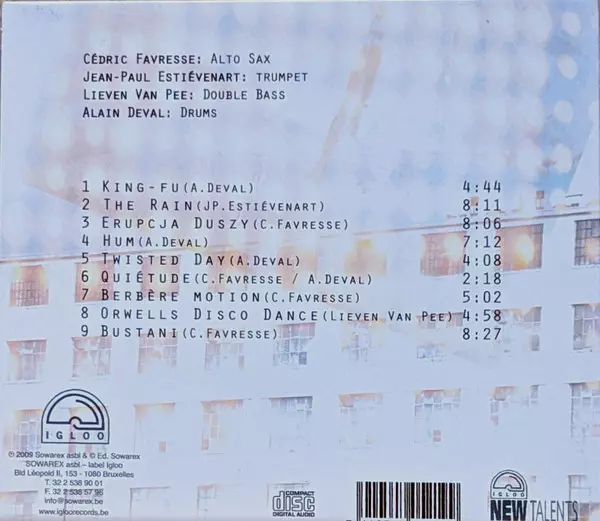 Cédric Favresse: Alto Sax
Jean-Paul Estiévenart: trumpet
Lieven Van Pee: Double Bass
Alain Deval: Drums
1 King-fu(A.Deval) 4:44
2 The Rain(JP.Estiévenart) 8:11
3 Erupcja Duszy(C.Favresse) 8:06
4 Hum(A.Deval) 7:12
5 Twisted Day(A.Deval) 4:08
6 Quiétude(C.Favresse / A.Deval) 2:18
7 Berbère motion(C.Favresse) 5:02
8 Orwells Disco Dance(Lieven Van Pee) 4:58
9 Bustani(C.Favresse) 8:27
IGLOO
℗ 2009 Sowarex asbl & © Ed. Sowarex
SOWAREX asbl – label Igloo
Bld Léopold II, 153 - 1080 Bruxelles
T. 32 2 538 90 01
F. 32 2 538 57 96
info@sowarex.be
www.igloorecords.be
COMPACT
disc
DIGITAL AUDIO
IGLOO
NEW TALENTS